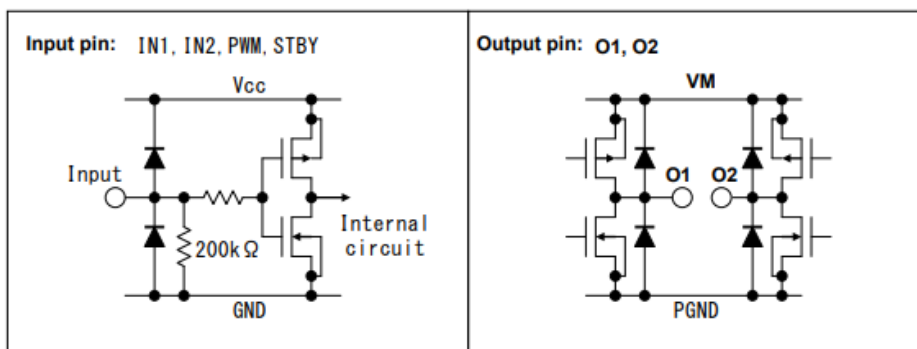 Input pin: IN1, IN2, PWM, STBY
Vcc
Input
Internal
circuit
200kΩ
GND
Output pin: O1, O2
VM
O1 O2
PGND